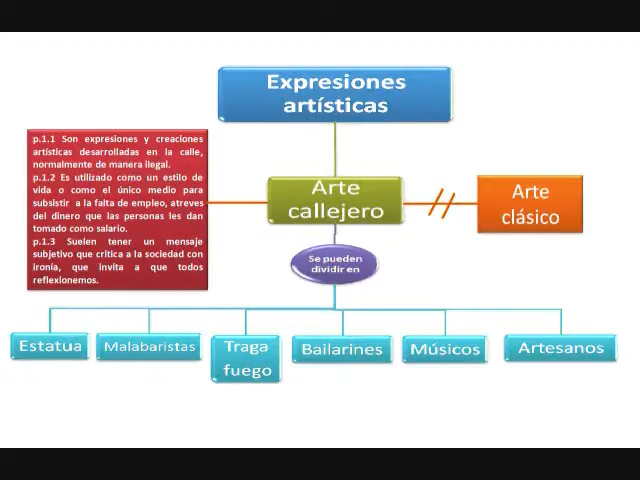 Expresiones
artísticas
p.1.1 Son expresiones y creaciones
artísticas desarrolladas en la calle,
normalmente de manera ilegal.
p.1.2 Es utilizado como un estilo de
vida o como el único medio para
subsistir a la falta de empleo, atreves
del dinero que las personas les dan
tomado como salario.
p.1.3 Suelen tener un mensaje
subjetivo que critica a la sociedad con
ironía, que invita a que todos
reflexionemos.
Arte
callejero
Arte
clásico
Se pueden
dividir en
Estatua
Malabaristas
Traga
fuego
Bailarines
Músicos
Artesanos